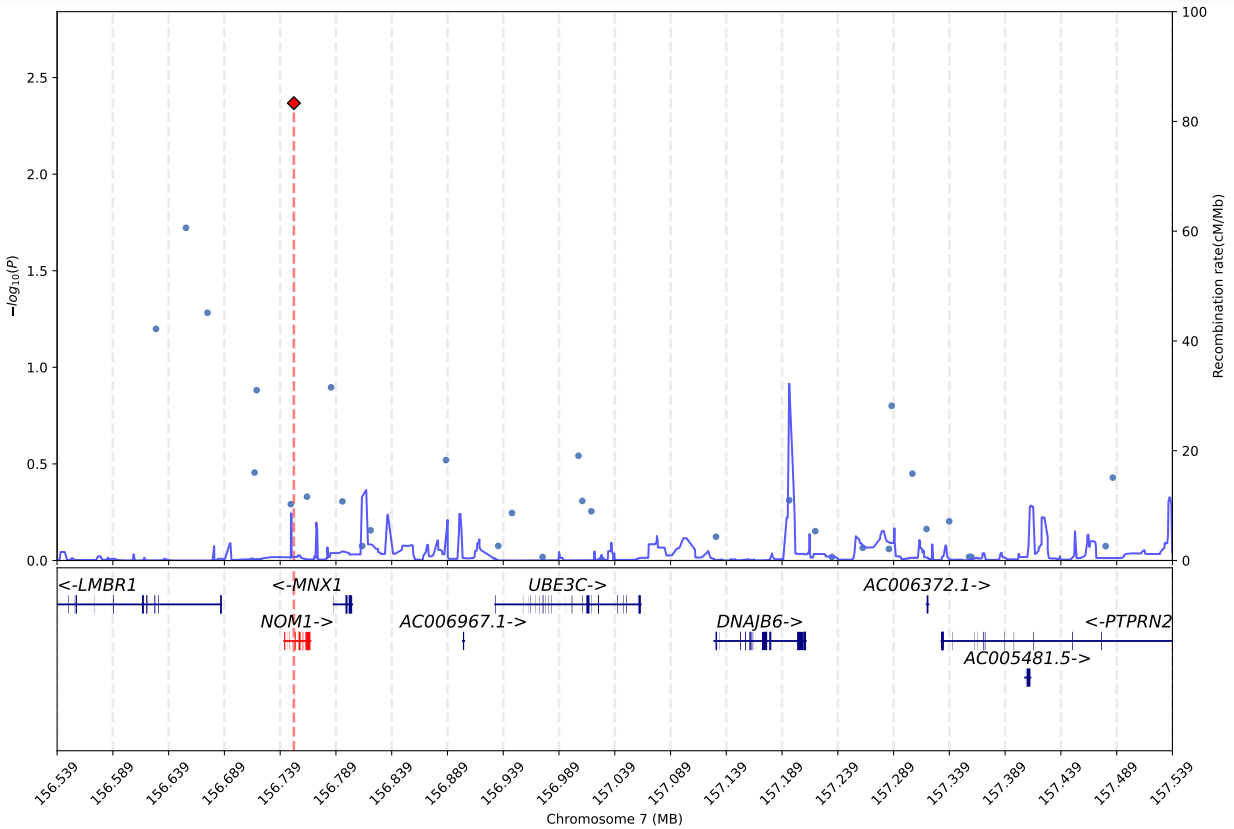 100
2.5
80
2.0
60
1.5
−log10(P)
Recombination rate(cM/Mb)
40
1.0
20
0.5
0.0
0
<-LMBR1
<-MNX1
UBE3C->
AC006372.1->
NOM1->
AC006967.1->
DNAJB6->
<-PTPRN2
AC005481.5->
156.539
156.589
156.639
156.689
156.739
156.789
156.839
156.889
156.939
156.989
157.039
157.089
157.139
157.189
157.239
157.289
157.339
157.389
157.439
157.489
157.539
Chromosome 7 (MB)